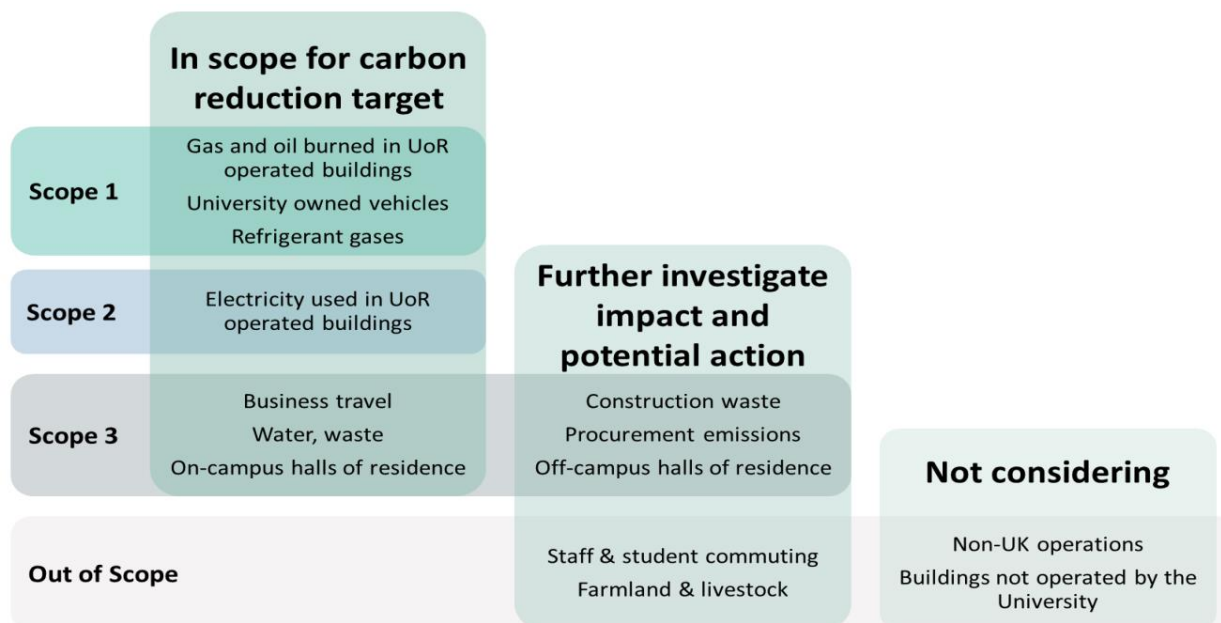 In scope for carbon
reduction target
Scope 1
Gas and oil burned in UoR
operated buildings
University owned vehicles
Refrigerant gases
Scope 2
Electricity used in UoR
operated buildings
Further investigate
impact and
potential action
Scope 3
Business travel
Water, waste
On-campus halls of residence
Construction waste
Procurement emissions
Off-campus halls of residence
Not considering
Out of Scope
Staff & student commuting
Farmland & livestock
Non-UK operations
Buildings not operated by the
University